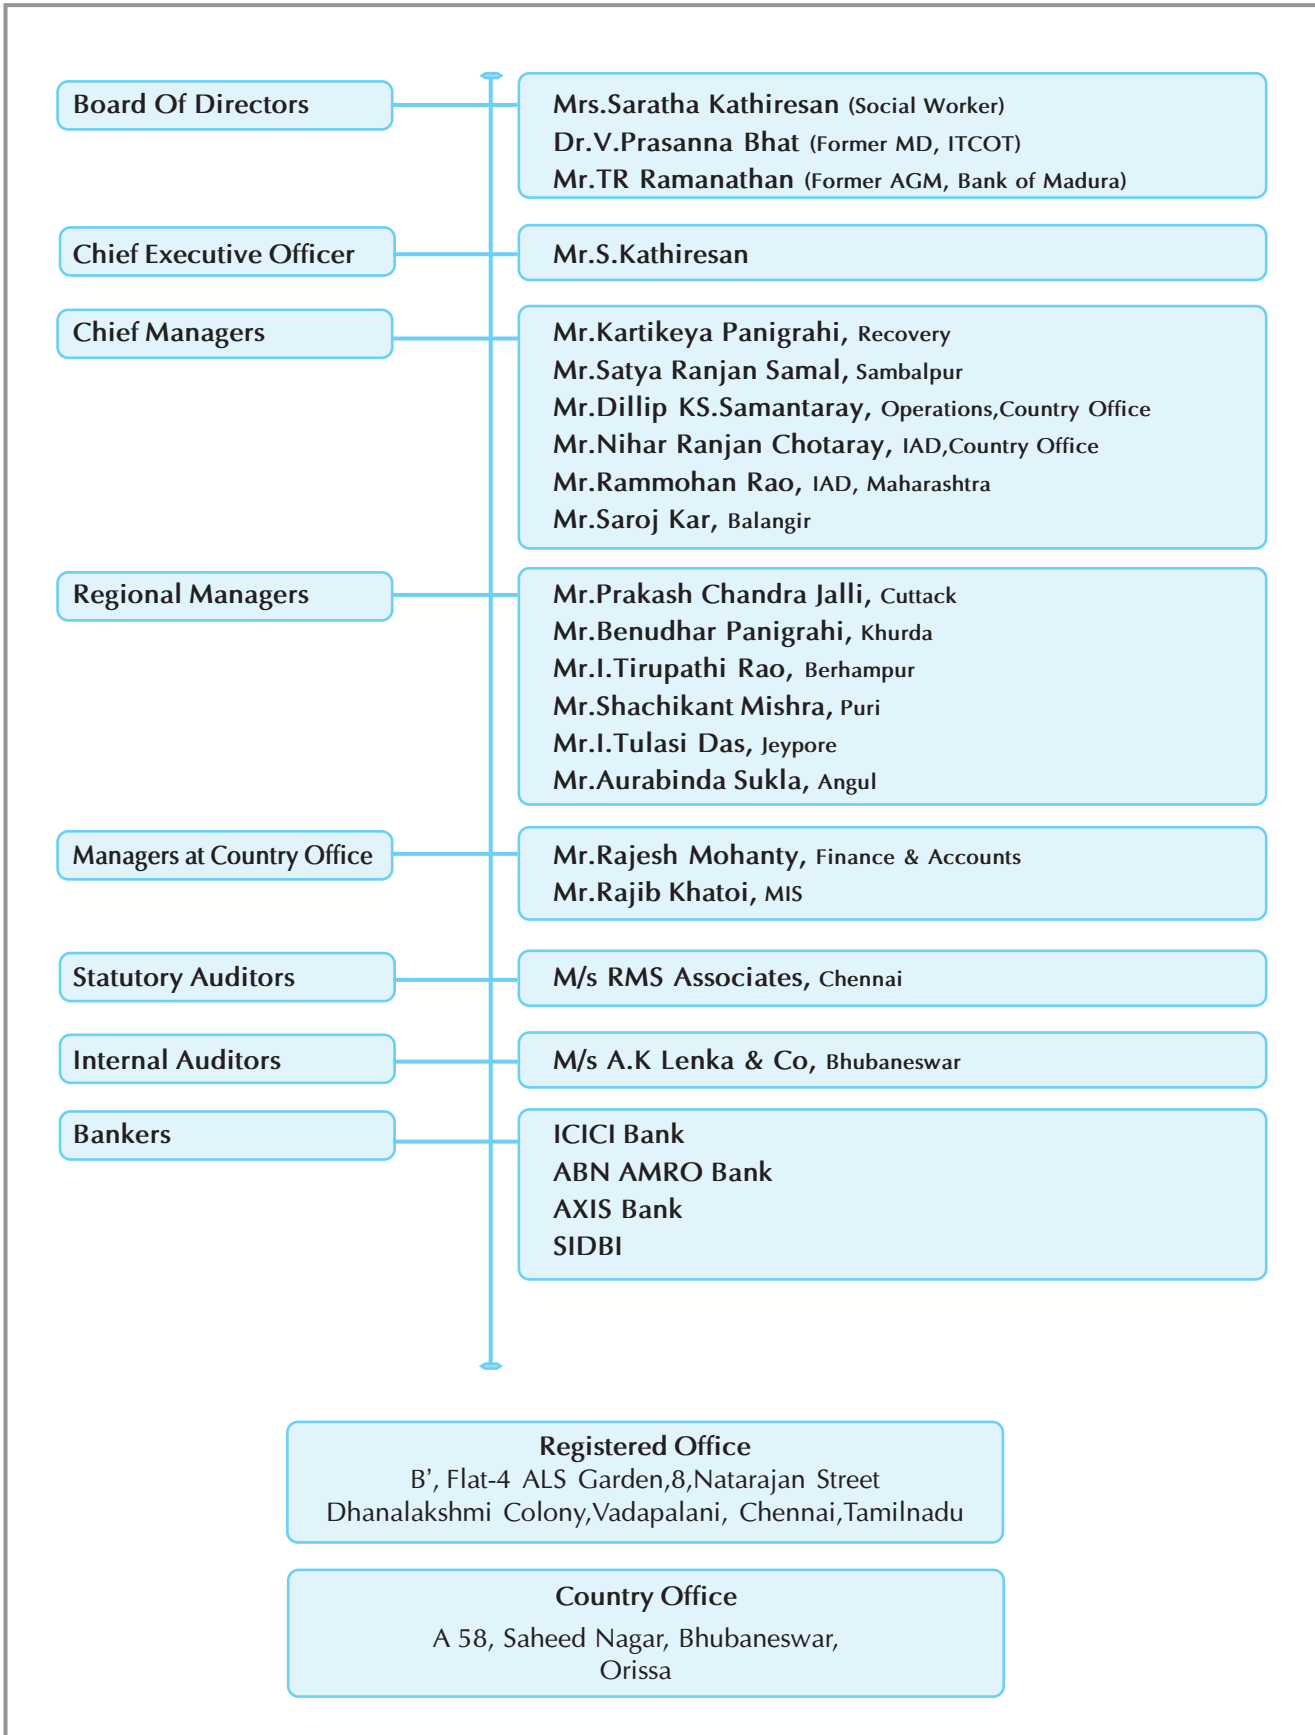 Board Of Directors
Mrs.Saratha Kathiresan (Social Worker)
Dr.V.Prasanna Bhat (Former MD, ITCOT)
Mr.TR Ramanathan (Former AGM, Bank of Madura)
Chief Executive Officer
Mr.S.Kathiresan
Chief Managers
Mr.Kartikeya Panigrahi, Recovery
Mr.Satya Ranjan Samal, Sambalpur
Mr.Dillip KS.Samantaray, Operations,Country Office
Mr.Nihar Ranjan Chotaray, IAD,Country Office
Mr.Rammohan Rao, IAD, Maharashtra
Mr.Saroj Kar, Balangir
Regional Managers
Mr.Prakash Chandra Jalli, Cuttack
Mr.Benudhar Panigrahi, Khurda
Mr.I.Tirupathi Rao, Berhampur
Mr.Shachikant Mishra, Puri
Mr.I.Tulasi Das, Jeypore
Mr.Aurabinda Sukla, Angul
Managers at Country Office
Mr.Rajesh Mohanty, Finance & Accounts
Mr.Rajib Khatoi, MIS
Statutory Auditors
M/s RMS Associates, Chennai
Internal Auditors
M/s A.K Lenka & Co, Bhubaneswar
Bankers
ICICI Bank
ABN AMRO Bank
AXIS Bank
SIDBI
Registered Office
B’, Flat-4 ALS Garden,8,Natarajan Street
Dhanalakshmi Colony,Vadapalani, Chennai,Tamilnadu
Country Office
A 58, Saheed Nagar, Bhubaneswar,
Orissa